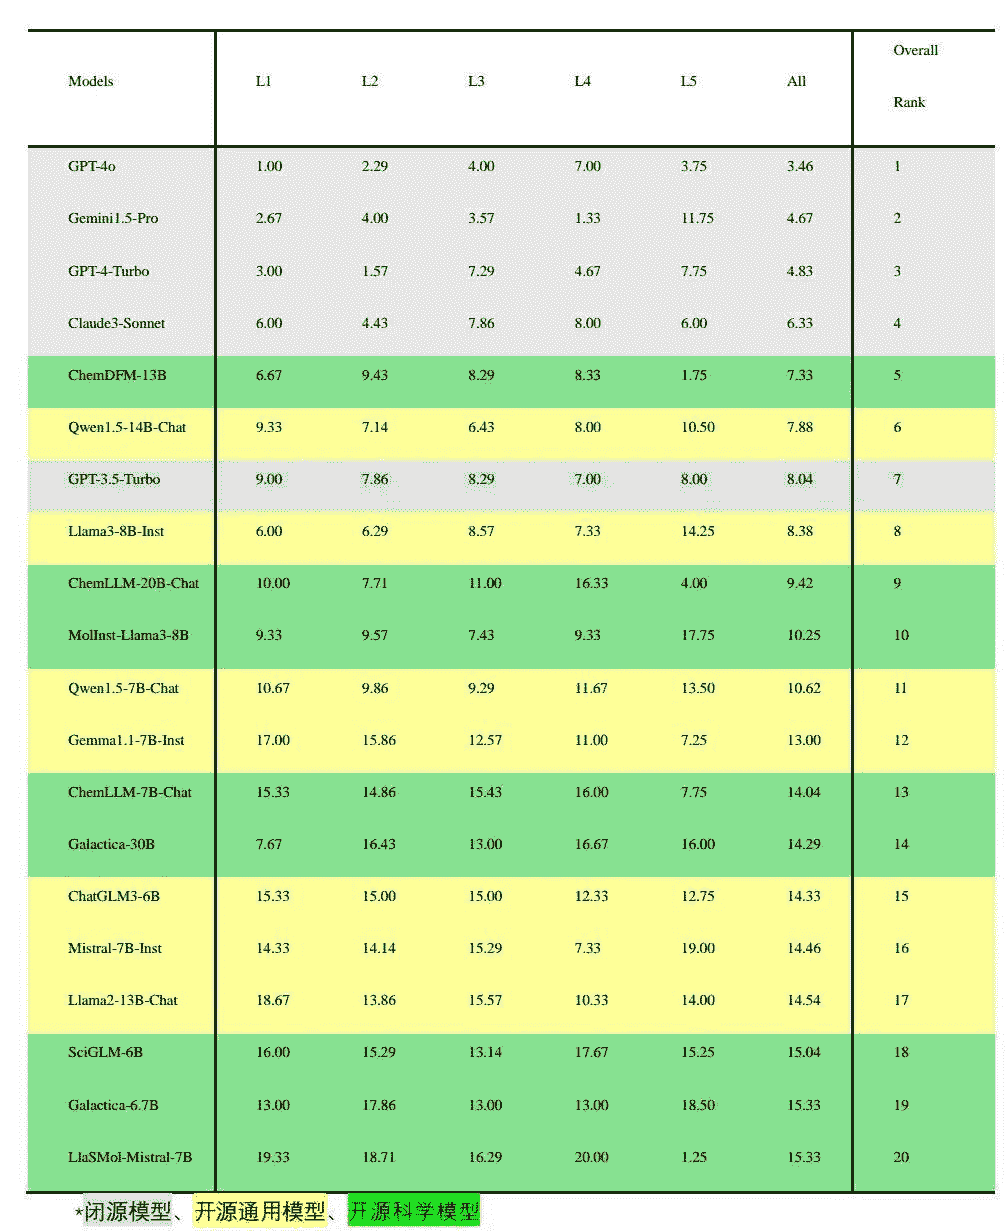 Models L1 L2 L3 L4 L5 All Overall Rank
GPT-4o 1.00 2.29 4.00 7.00 3.75 3.46 1
Gemini1.5-Pro 2.67 4.00 3.57 1.33 11.75 4.67 2
GPT-4-Turbo 3.00 1.57 7.29 4.67 7.75 4.83 3
Claude3-Sonnet 6.00 4.43 7.86 8.00 6.00 6.33 4
ChemDFM-13B 6.67 9.43 8.29 8.33 1.75 7.33 5
Qwen1.5-14B-Chat 9.33 7.14 6.43 8.00 10.50 7.88 6
GPT-3.5-Turbo 9.00 7.86 8.29 7.00 8.00 8.04 7
Llama3-8B-Inst 6.00 6.29 8.57 7.33 14.25 8.38 8
ChemLLM-20B-Chat 10.00 7.71 11.00 16.33 4.00 9.42 9
MolInst-Llama3-8B 9.33 9.57 7.43 9.33 17.75 10.25 10
Qwen1.5-7B-Chat 10.67 9.86 9.29 11.67 13.50 10.62 11
Gemma1.1-7B-Inst 17.00 15.86 12.57 11.00 7.25 13.00 12
ChemLLM-7B-Chat 15.33 14.86 15.43 16.00 7.75 14.04 13
Galactica-30B 7.67 16.43 13.00 16.67 16.00 14.29 14
ChatGLM3-6B 15.33 15.00 15.00 12.33 12.75 14.33 15
Mistral-7B-Inst 14.33 14.14 15.29 7.33 19.00 14.46 16
Llama2-13B-Chat 18.67 13.86 15.57 10.33 14.00 14.54 17
SciGLM-6B 16.00 15.29 13.14 17.67 15.25 15.04 18
Galactica-6.7B 13.00 17.86 13.00 13.00 18.50 15.33 19
LlaSMol-Mistral-7B 19.33 18.71 16.29 20.00 1.25 15.33 20
*闭源模型、开源通用模型、开源科学模型